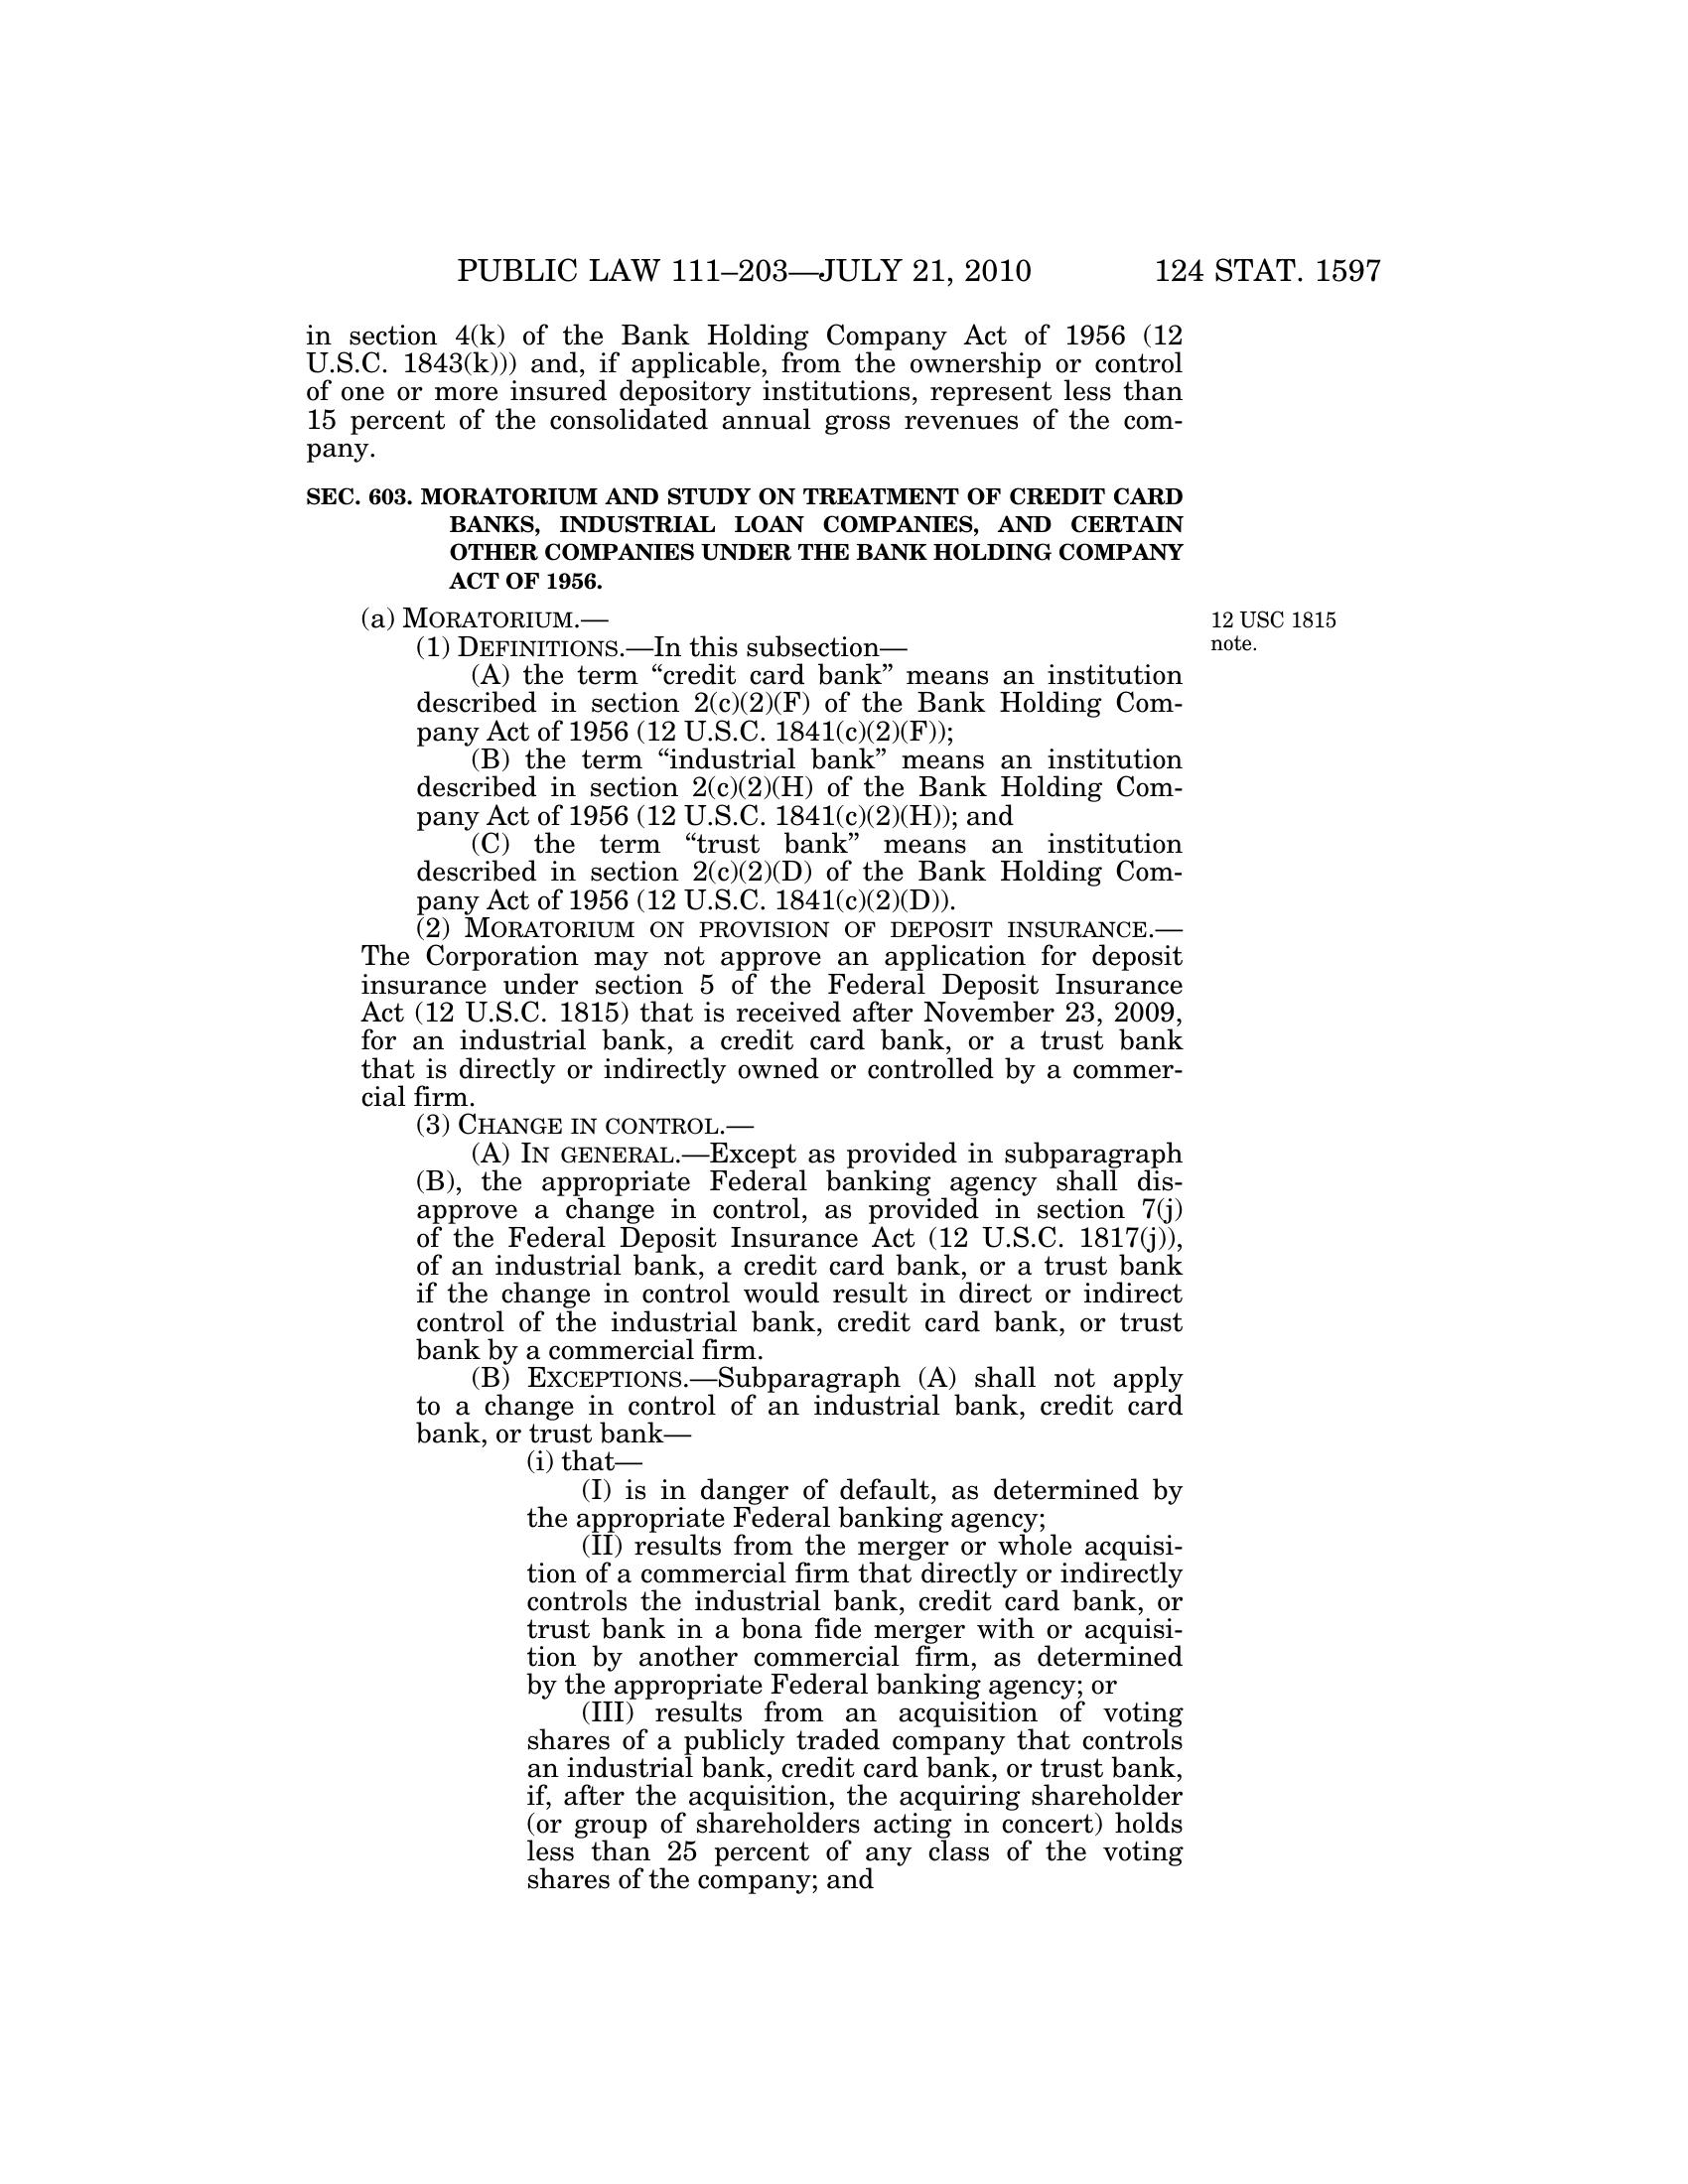 PUBLIC LAW 111–203—JULY 21, 2010 124 STAT. 1597
in section 4(k) of the Bank Holding Company Act of 1956 (12
U.S.C. 1843(k))) and, if applicable, from the ownership or control
of one or more insured depository institutions, represent less than
15 percent of the consolidated annual gross revenues of the com-
pany.
SEC. 603. MORATORIUM AND STUDY ON TREATMENT OF CREDIT CARD
BANKS, INDUSTRIAL LOAN COMPANIES, AND CERTAIN
OTHER COMPANIES UNDER THE BANK HOLDING COMPANY
ACT OF 1956.
(a) MORATORIUM.—
12 USC 1815
note.
(1) DEFINITIONS.—In this subsection—
(A) the term “credit card bank” means an institution
described in section 2(c)(2)(F) of the Bank Holding Com-
pany Act of 1956 (12 U.S.C. 1841(c)(2)(F));
(B) the term “industrial bank” means an institution
described in section 2(c)(2)(H) of the Bank Holding Com-
pany Act of 1956 (12 U.S.C. 1841(c)(2)(H)); and
(C) the term “trust bank” means an institution
described in section 2(c)(2)(D) of the Bank Holding Com-
pany Act of 1956 (12 U.S.C. 1841(c)(2)(D)).
(2) MORATORIUM ON PROVISION OF DEPOSIT INSURANCE.—
The Corporation may not approve an application for deposit
insurance under section 5 of the Federal Deposit Insurance
Act (12 U.S.C. 1815) that is received after November 23, 2009,
for an industrial bank, a credit card bank, or a trust bank
that is directly or indirectly owned or controlled by a commer-
cial firm.
(3) CHANGE IN CONTROL.—
(A) IN GENERAL.—Except as provided in subparagraph
(B), the appropriate Federal banking agency shall dis-
approve a change in control, as provided in section 7(j)
of the Federal Deposit Insurance Act (12 U.S.C. 1817(j)),
of an industrial bank, a credit card bank, or a trust bank
if the change in control would result in direct or indirect
control of the industrial bank, credit card bank, or trust
bank by a commercial firm.
(B) EXCEPTIONS.—Subparagraph (A) shall not apply
to a change in control of an industrial bank, credit card
bank, or trust bank—
(i) that—
(I) is in danger of default, as determined by
the appropriate Federal banking agency;
(II) results from the merger or whole acquisi-
tion of a commercial firm that directly or indirectly
controls the industrial bank, credit card bank, or
trust bank in a bona fide merger with or acquisi-
tion by another commercial firm, as determined
by the appropriate Federal banking agency; or
(III) results from an acquisition of voting
shares of a publicly traded company that controls
an industrial bank, credit card bank, or trust bank,
if, after the acquisition, the acquiring shareholder
(or group of shareholders acting in concert) holds
less than 25 percent of any class of the voting
shares of the company; and